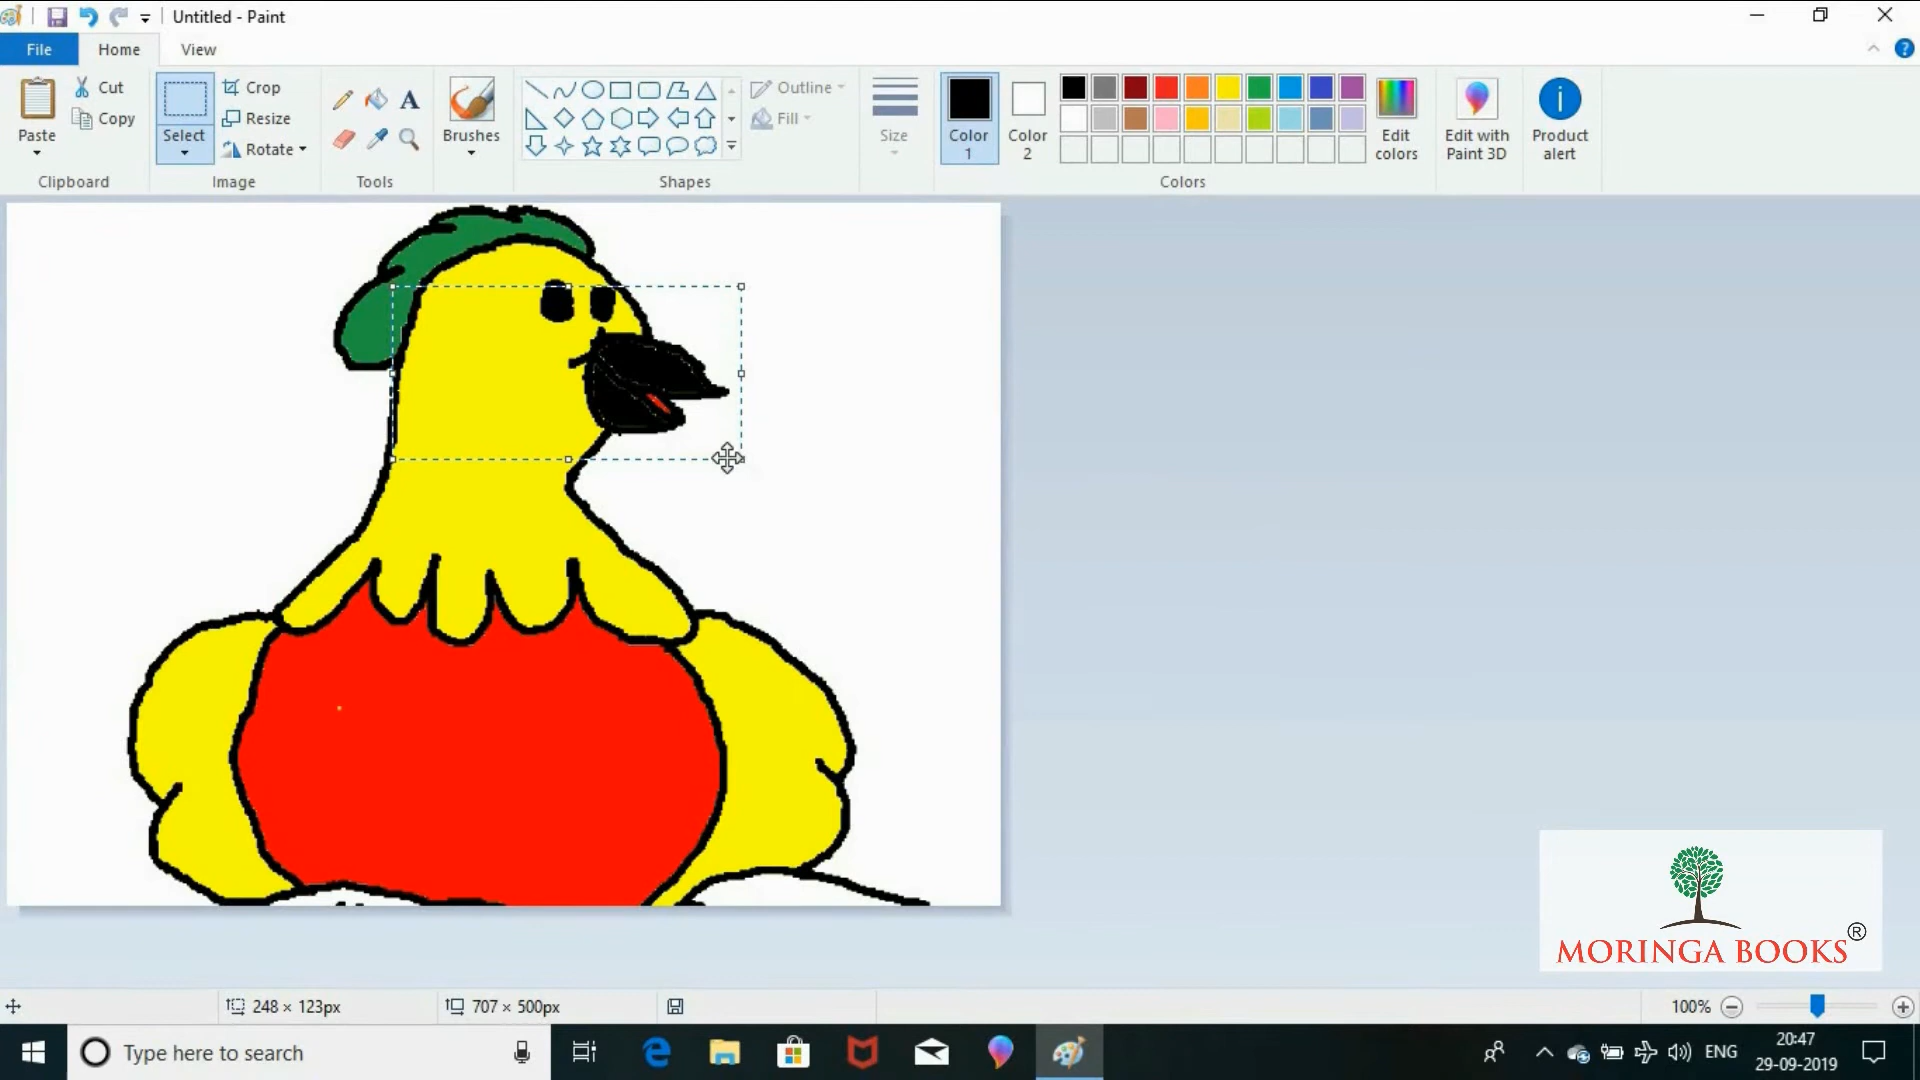 Untitled - Paint
File Home View
Paste
Cut
Copy
Clipboard
Select
Crop
Resize
Rotate
Image
A
Tools
Brushes
Shapes
Outline
Fill
Size
Color 1
Color 2
Colors
Edit colors
Edit with Paint 3D
Product alert
MORINGA BOOKS®
248 × 123px
707 × 500px
100%
Type here to search
ENG
20:47
29-09-2019